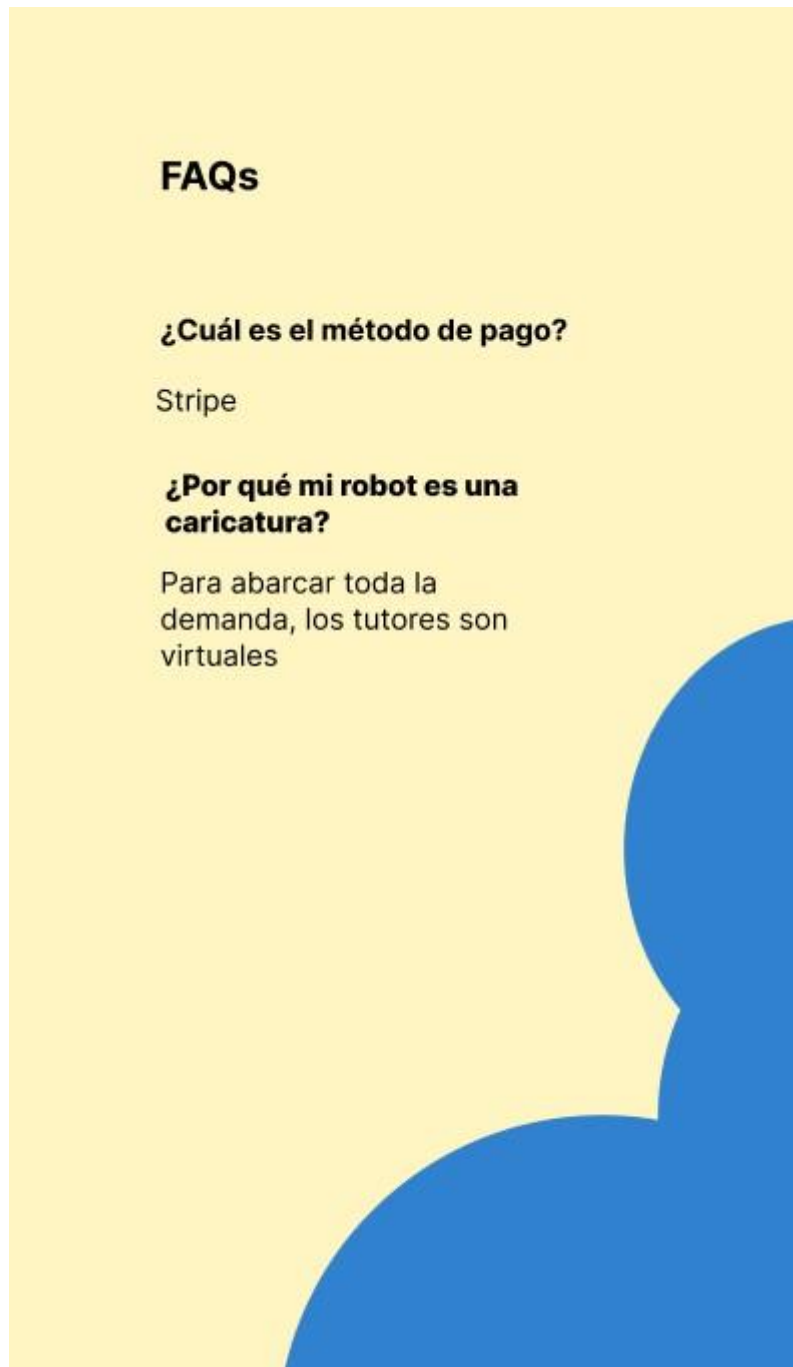 FAQs
¿Cuál es el método de pago?
Stripe
¿Por qué mi robot es una
caricatura?
Para abarcar toda la
demanda, los tutores son
virtuales